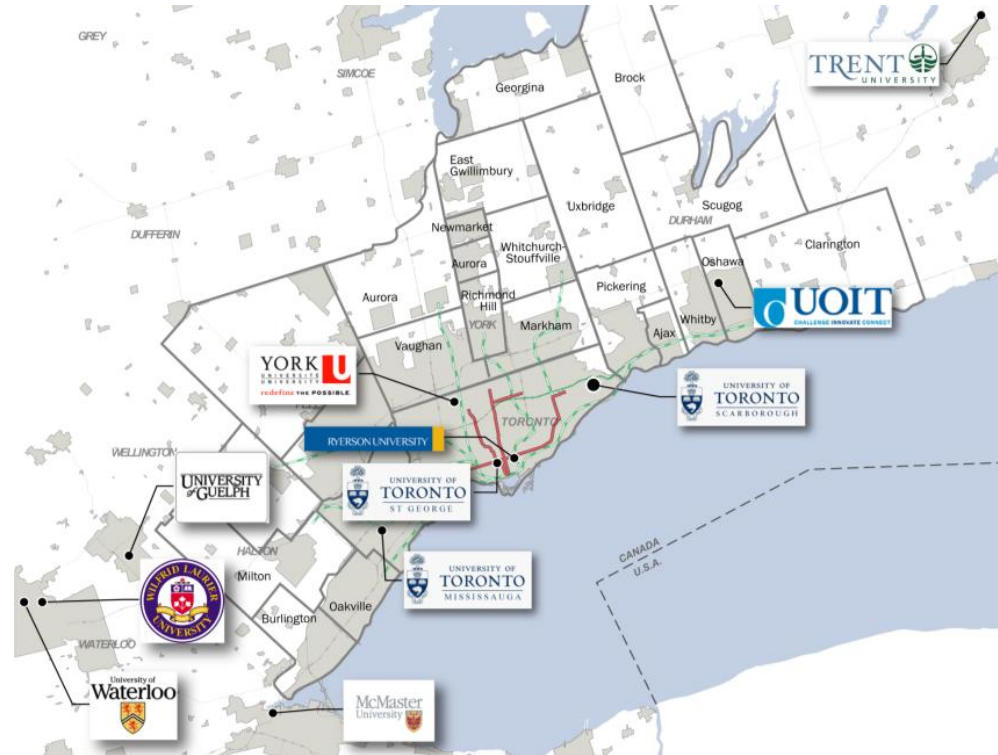 GREY
SIMCOE
Georgina
Brock
TRENT
UNIVERSITY
East
Gwillimbury
Uxbridge
Scugog
DURHAM
DUFFERIN
Newmarket
Whitchurch-
Stouffville
Clarington
Aurora
Oshawa
Aurora
Richmond
Hill
Pickering
UOIT
CHALLENGE INNOVATE CONNECT
YORK
Markham
Whitby
Ajax
Vaughan
YORK
UNIVERSITÉ
UNIVERSITY
U
redefine THE POSSIBLE.
UNIVERSITY OF
TORONTO
SCARBOROUGH
TORONTO
RYERSON UNIVERSITY
WELLINGTON
UNIVERSITY
of GUELPH
UNIVERSITY OF
TORONTO
ST GEORGE
CANADA
U.S.A.
HALTON
Milton
UNIVERSITY OF
TORONTO
MISSISSAUGA
WILFRID LAURIER
UNIVERSITY
Oakville
Burlington
WATERLOO
University of
Waterloo
McMaster
University